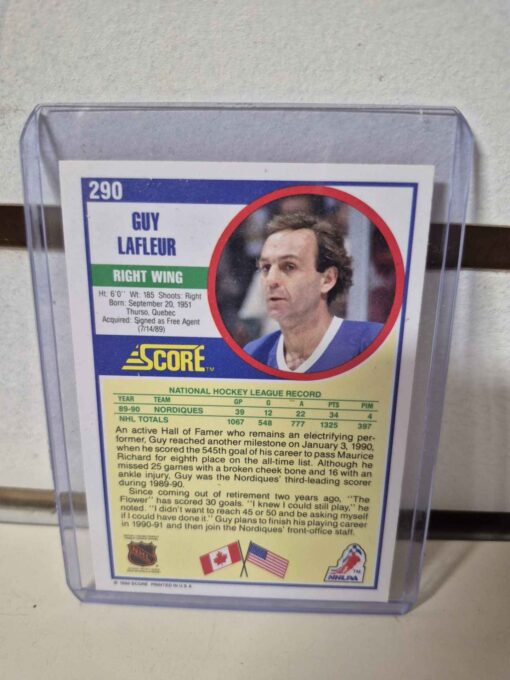 290
GUY
LAFLEUR
RIGHT WING
Ht: 6'0" Wt: 185 Shoots: Right
Born: September 20, 1951
Thurso, Quebec
Acquired: Signed as Free Agent
(7/14/89)
SCORE TM
NATIONAL HOCKEY LEAGUE RECORD
YEAR TEAM GP G A PTS PIM
89-90 NORDIQUES 39 12 22 34 4
NHL TOTALS 1067 548 777 1325 397
An active Hall of Famer who remains an electrifying per-
former, Guy reached another milestone on January 3, 1990,
when he scored the 545th goal of his career to pass Maurice
Richard for eighth place on the all-time list. Although he
missed 25 games with a broken cheek bone and 16 with an
ankle injury, Guy was the Nordiques' third-leading scorer
during 1989-90.
Since coming out of retirement two years ago, "The
Flower" has scored 30 goals. "I knew I could still play," he
noted. "I didn't want to reach 45 or 50 and be asking myself
if I could have done it." Guy plans to finish his playing career
in 1990-91 and then join the Nordiques' front-office staff.
NHL
NHLPA
TM
© 1990 SCORE PRINTED IN U.S.A.